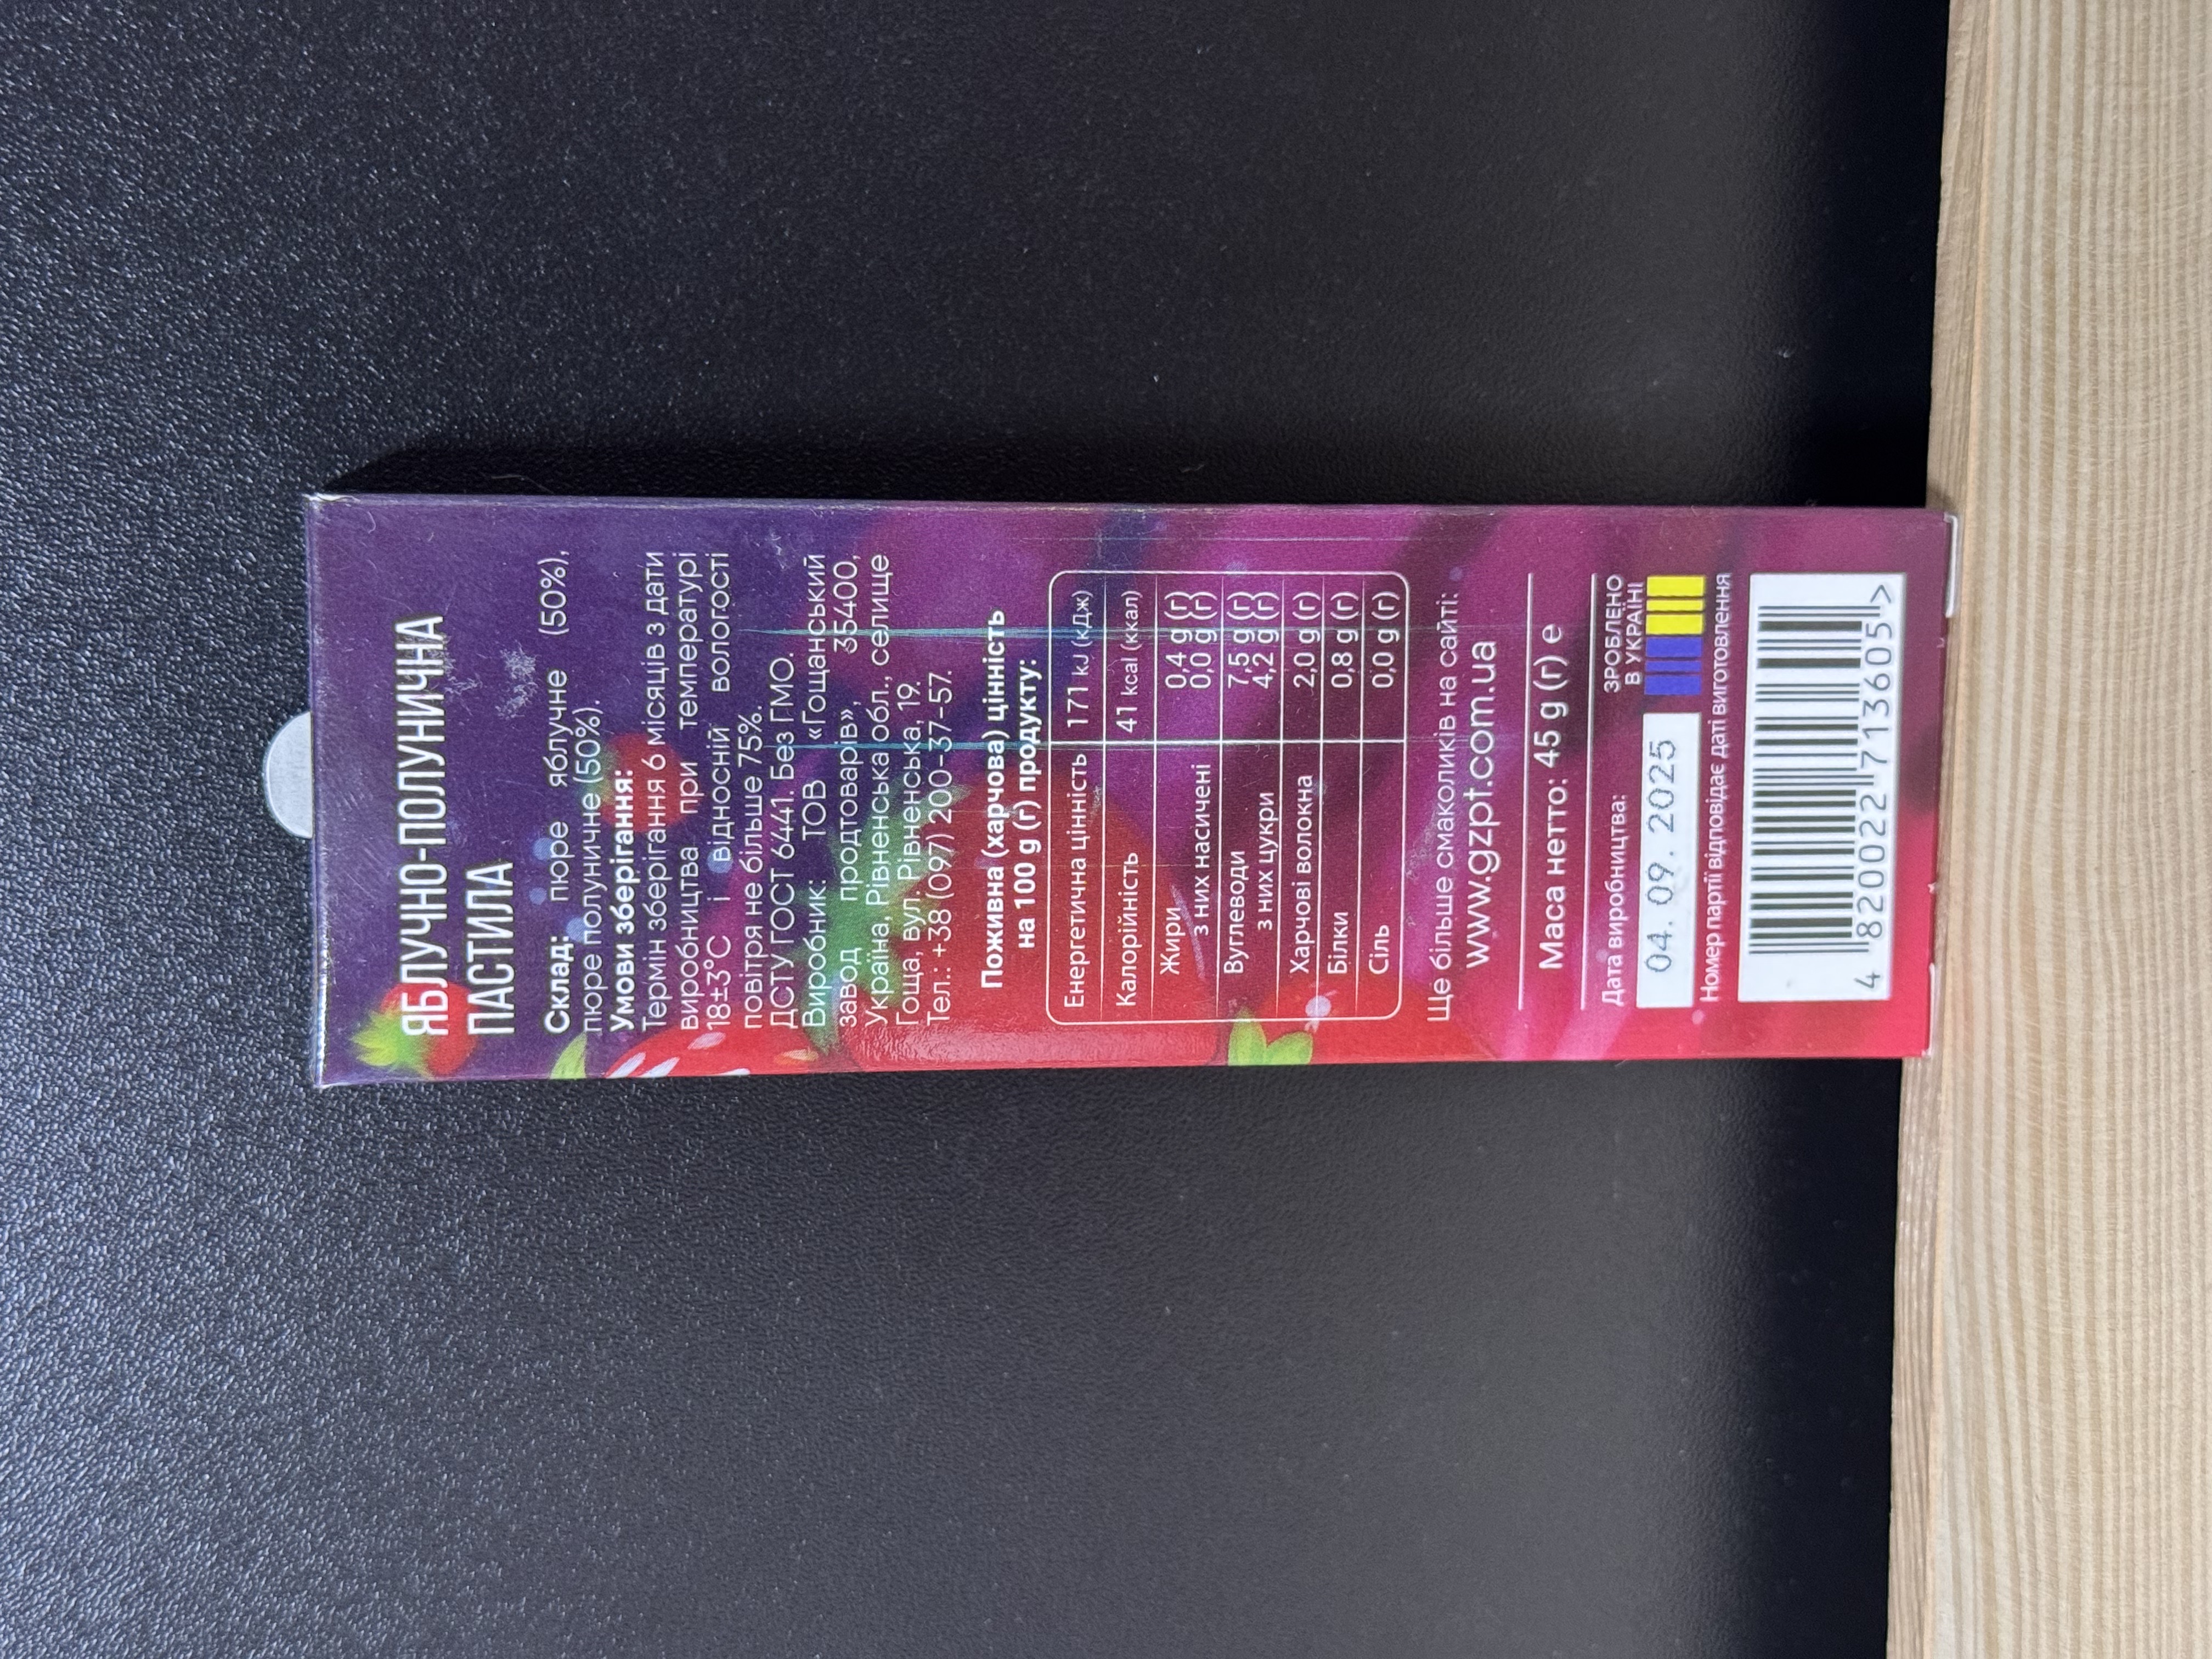 ЯБЛУЧНО-ПОЛУНИЧНА
ПАСТИЛА
Склад: пюре яблучне (50%),
пюре полуничне (50%).
Умови зберігання:
Термін зберігання 6 місяців з дати
виробництва при температурі
18±3°С і відносній вологості
повітря не більше 75%.
ДСТУ ГОСТ 6441. Без ГМО.
Виробник: ТОВ «Гощанський
завод продтоварів», 35400,
Україна, Рівненська обл., селище
Гоща, вул. Рівненська, 19.
Тел.: +38 (097) 200-37-57.
Поживна (харчова) цінність
на 100 g (г) продукту:
Енергетична цінність 171 kJ (кДж)
Калорійність 41 kcal (ккал)
Жири 0,4 g (г)
з них насичені 0,0 g (г)
Вуглеводи 7,5 g (г)
з них цукри 4,2 g (г)
Харчові волокна 2,0 g (г)
Білки 0,8 g (г)
Сіль 0,0 g (г)
Ще більше смаколиків на сайті:
www.gzpt.com.ua
Маса нетто: 45 g (г) e
Дата виробництва:
04. 09. 2025
ЗРОБЛЕНО
В УКРАЇНІ
Номер партії відповідає даті виготовлення
4 820022 713605 >